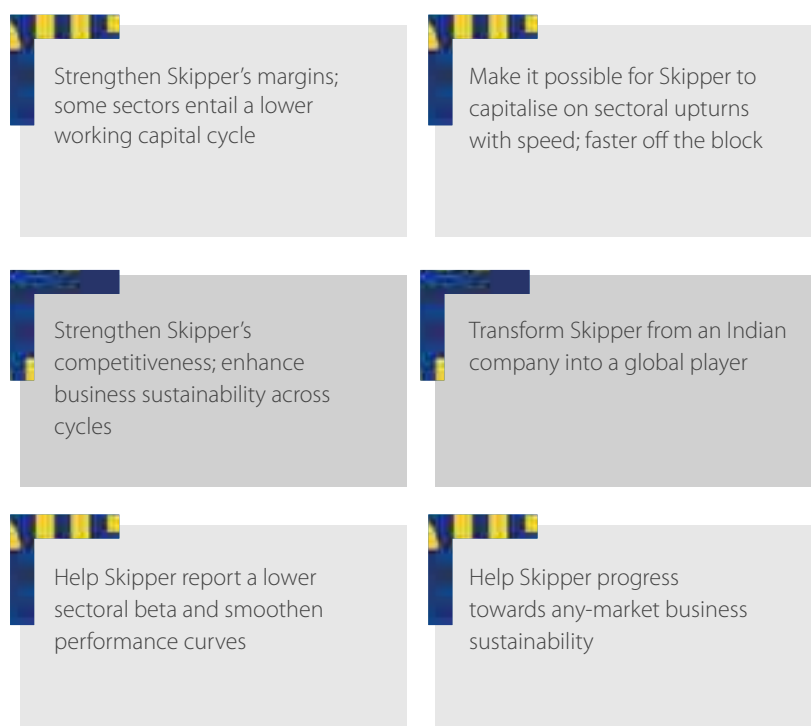 Strengthen Skipper’s margins;
some sectors entail a lower
working capital cycle
Make it possible for Skipper to
capitalise on sectoral upturns
with speed; faster off the block
Strengthen Skipper’s
competitiveness; enhance
business sustainability across
cycles
Transform Skipper from an Indian
company into a global player
Help Skipper report a lower
sectoral beta and smoothen
performance curves
Help Skipper progress
towards any-market business
sustainability